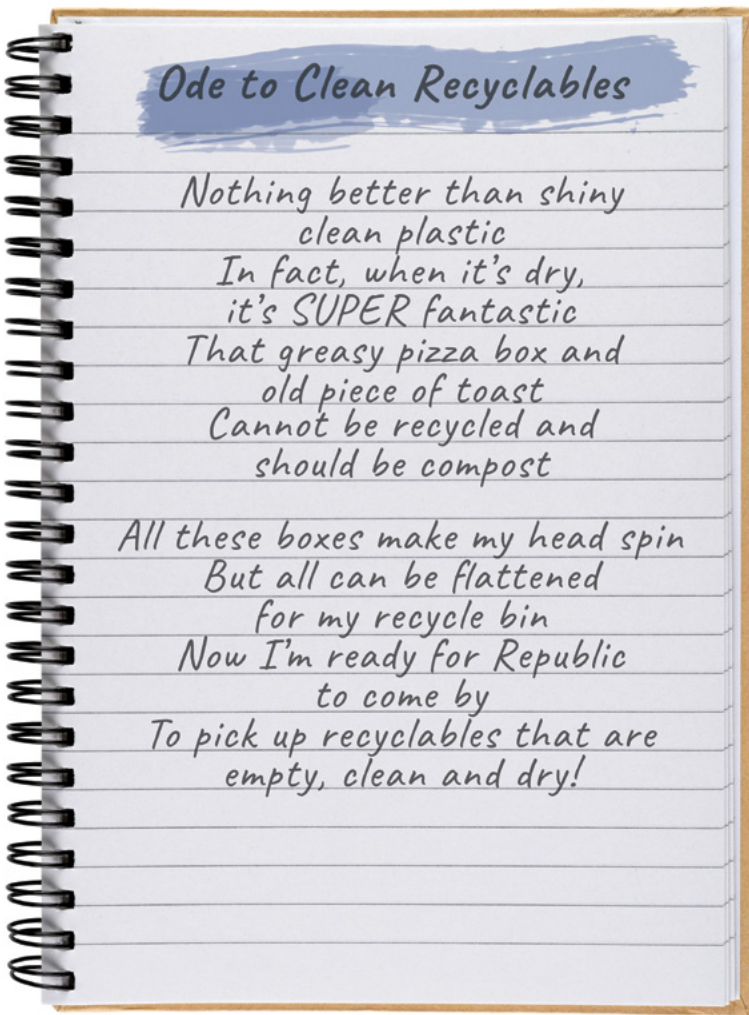 Ode to Clean Recyclables
Nothing better than shiny
clean plastic
In fact, when it's dry,
it's SUPER fantastic
That greasy pizza box and
old piece of toast
Cannot be recycled and
should be compost
All these boxes make my head spin
But all can be flattened
for my recycle bin
Now I'm ready for Republic
to come by
To pick up recyclables that are
empty, clean and dry!